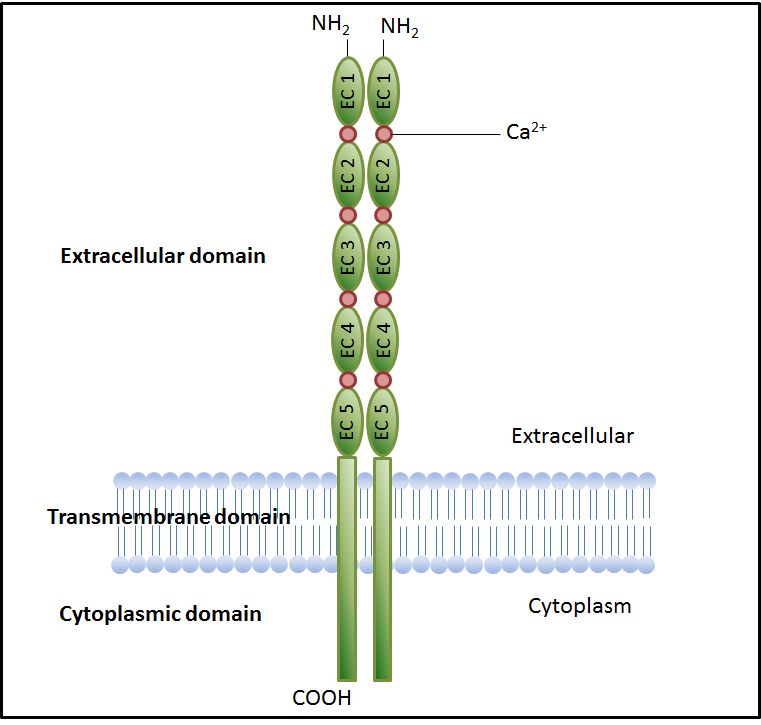 NH₂ NH₂
EC 1 EC 1
Ca²⁺
EC 2 EC 2
Extracellular domain
EC 3 EC 3
EC 4 EC 4
EC 5 EC 5
Extracellular
Transmembrane domain
Cytoplasmic domain
Cytoplasm
COOH